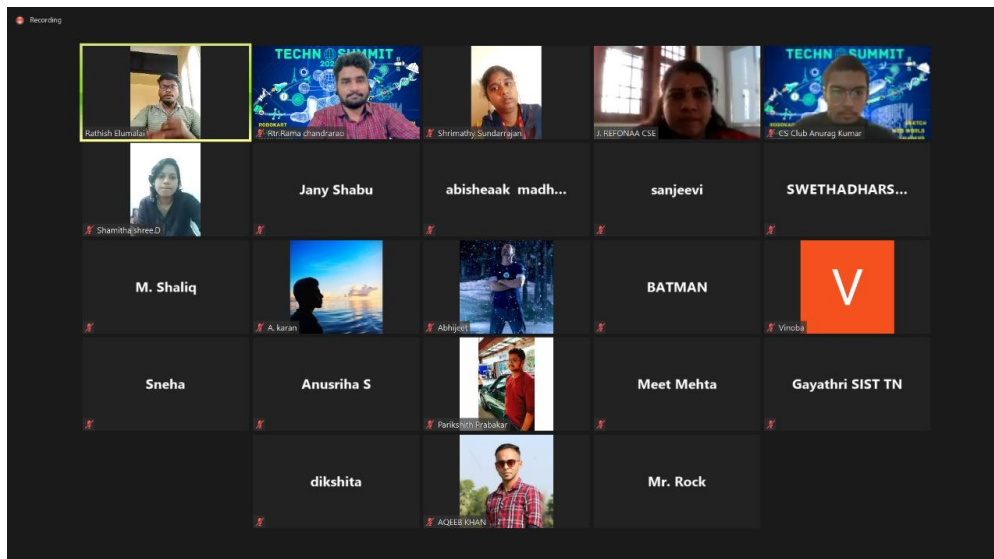 Recording
TECHN SUMMIT
TECHN SUMMIT
Rathish Elumalai
Rtr.Rama chandrarao
Shrimathy Sundarrajan
J. REFONAA CSE
CS Club Anurag Kumar
Shamitha shree.D
Jany Shabu
abisheaak madh...
sanjeevi
SWETHADHARS...
M. Shaliq
A. karan
Abhijeet
BATMAN
V
Vinoba
Sneha
Anusriha S
Parikshith Prabakar
Meet Mehta
Gayathri SIST TN
dikshita
AQEEB KHAN
Mr. Rock